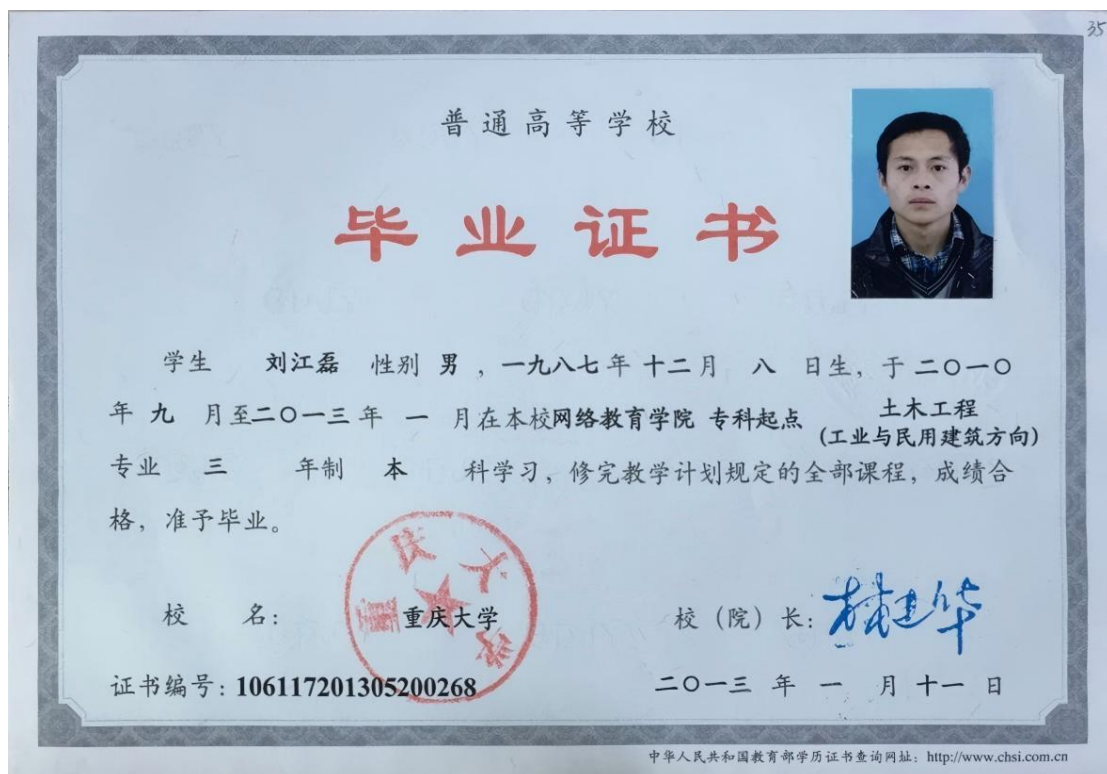 35
普通高等学校
毕业证书
学生 刘江磊 性别 男，一九八七年 十二月 八 日生，于 二〇一〇
年 九 月至二〇一三年 一 月在本校网络教育学院 专科起点 土木工程
(工业与民用建筑方向)
专业 三 年制 本 科学习，修完教学计划规定的全部课程，成绩合
格，准予毕业。
重庆大学
校 名： 重庆大学 校（院）长：
证书编号：106117201305200268 二〇一三 年 一 月 十一 日
中华人民共和国教育部学历证书查询网址：http://www.chsi.com.cn